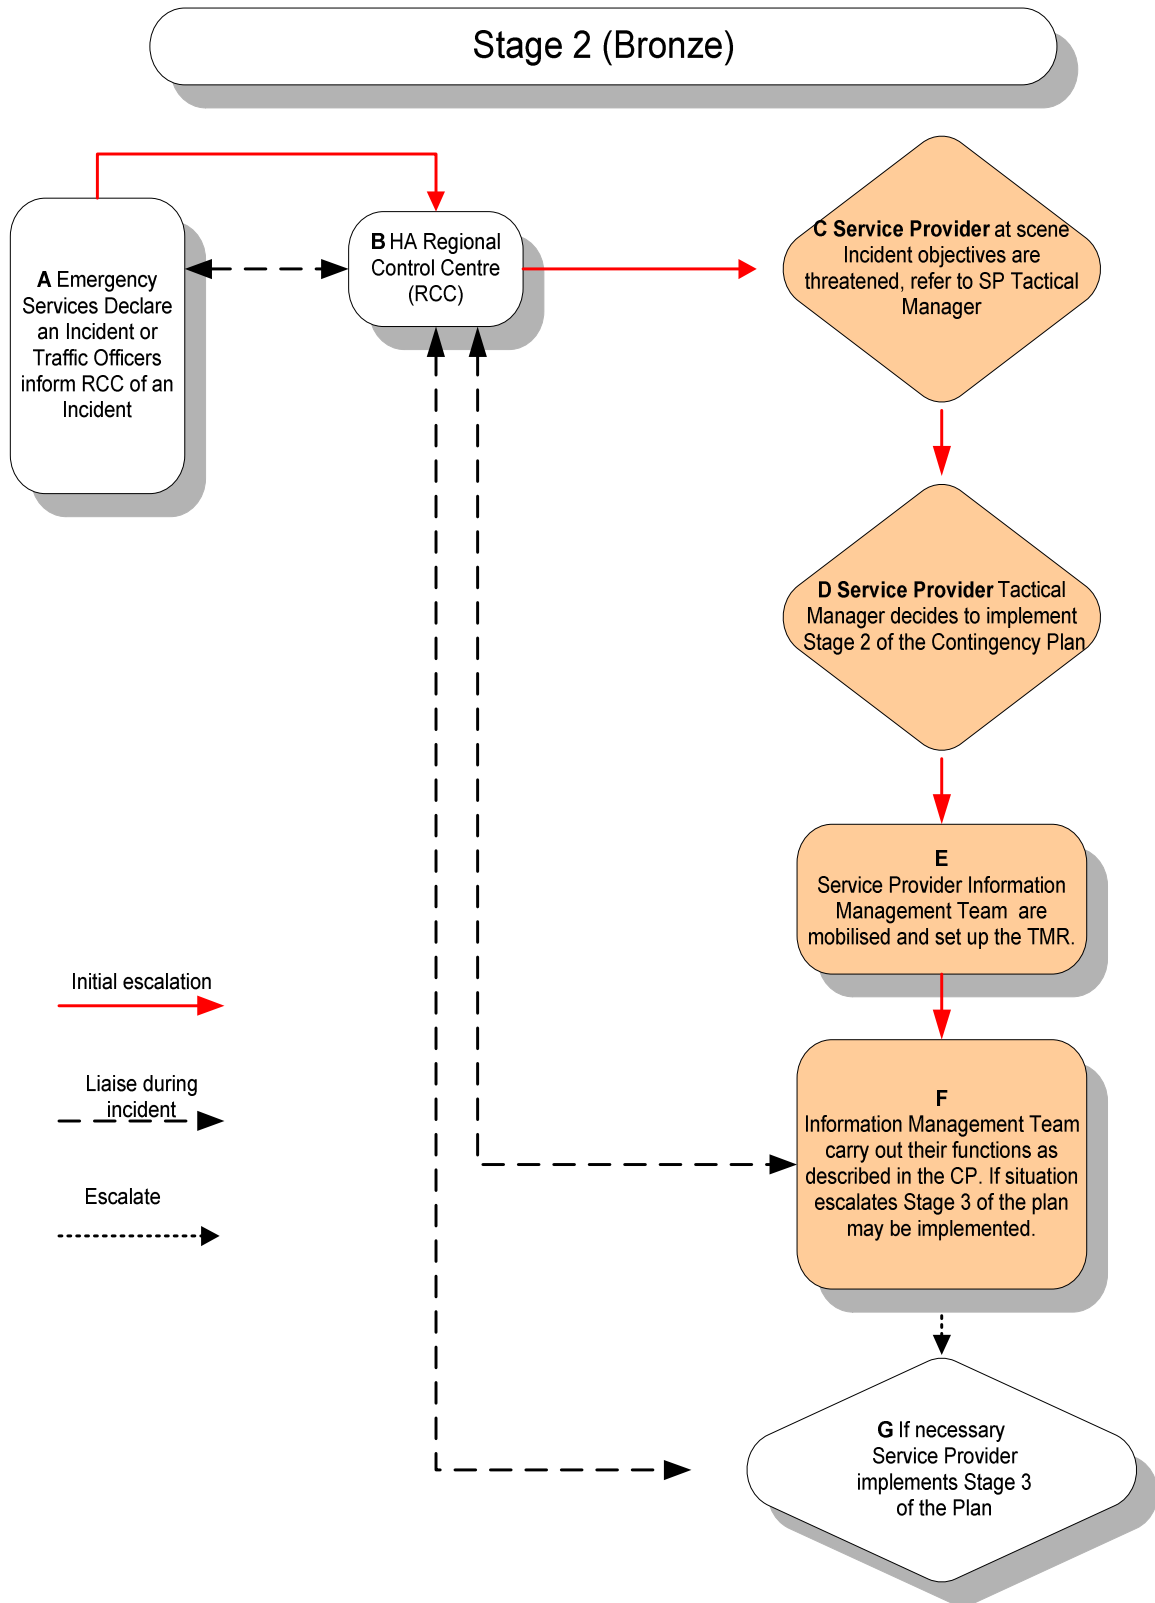 Stage 2 (Bronze)
A Emergency
Services Declare
an Incident or
Traffic Officers
inform RCC of an
Incident
B HA Regional
Control Centre
(RCC)
C Service Provider at scene
Incident objectives are
threatened, refer to SP Tactical
Manager
D Service Provider Tactical
Manager decides to implement
Stage 2 of the Contingency Plan
E
Service Provider Information
Management Team are
mobilised and set up the TMR.
F
Information Management Team
carry out their functions as
described in the CP. If situation
escalates Stage 3 of the plan
may be implemented.
G If necessary
Service Provider
implements Stage 3
of the Plan
Initial escalation
Liaise during
incident
Escalate